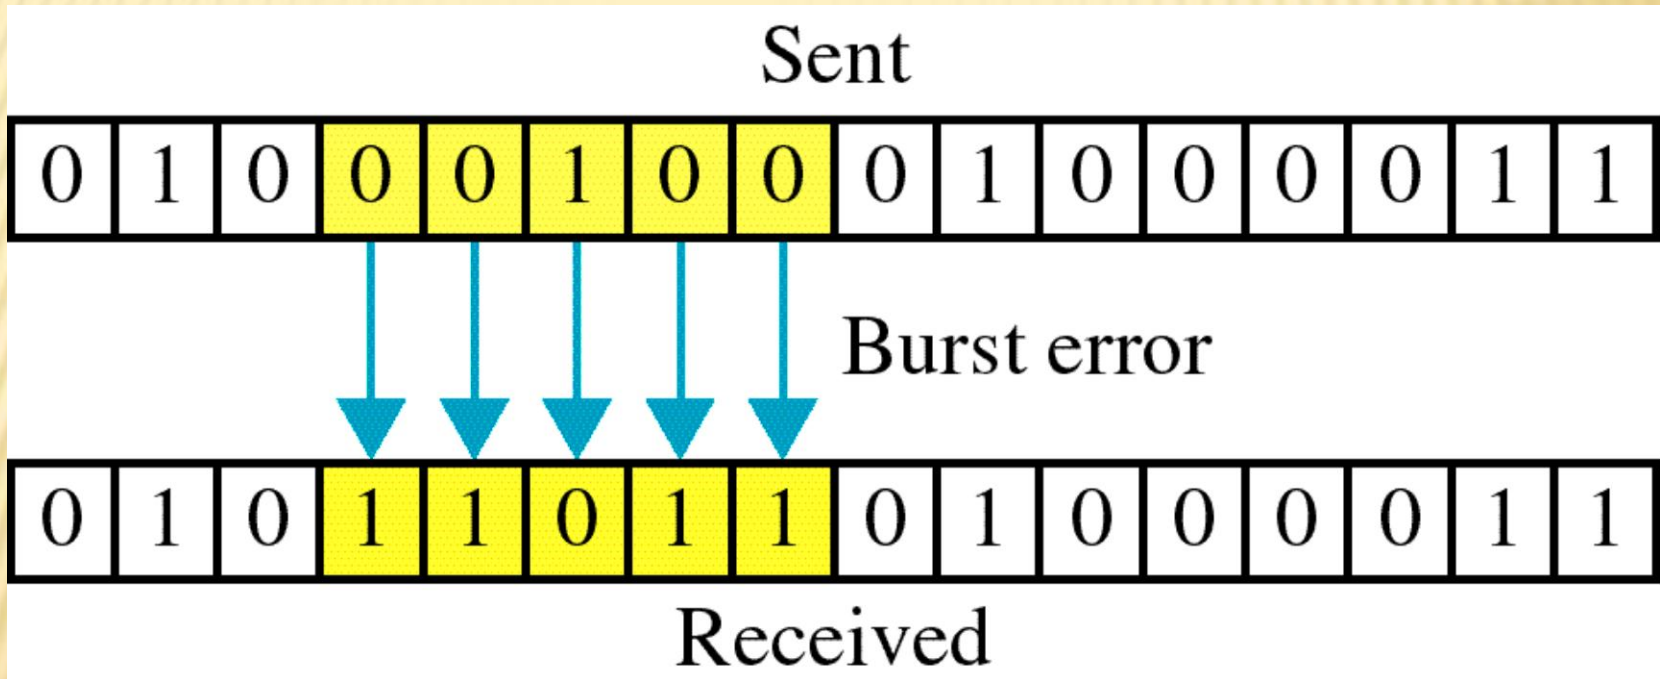 Sent
0 1 0 0 0 1 0 0 0 1 0 0 0 0 1 1
Burst error
0 1 0 1 1 0 1 1 0 1 0 0 0 0 1 1
Received